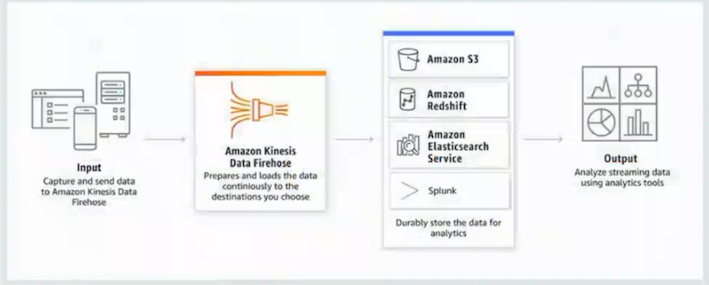 Input
Capture and send data
to Amazon Kinesis Data
Firehose
Amazon Kinesis
Data Firehose
Prepares and loads the data
continiously to the
destinations you choose
Amazon S3
Amazon
Redshift
Amazon
Elasticsearch
Service
Splunk
Durably store the data for
analytics
Output
Analyze streaming data
using analytics tools